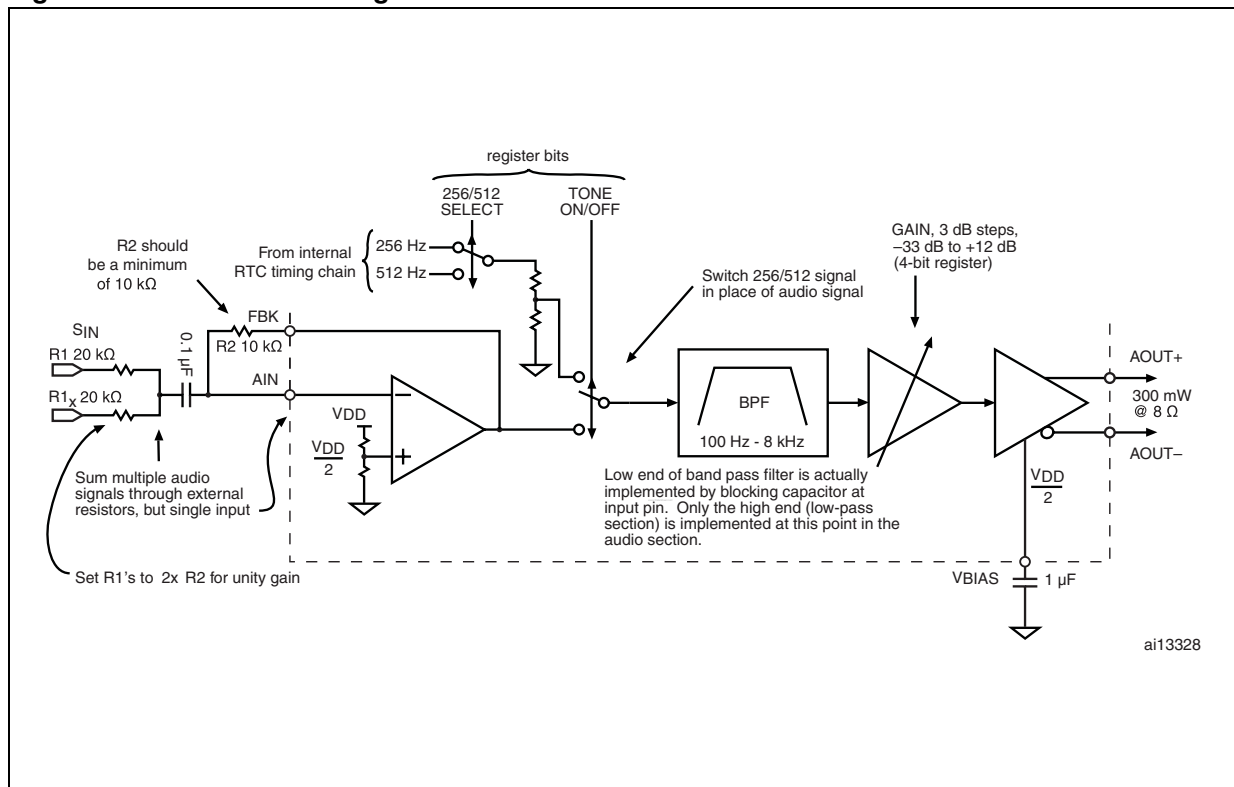 register bits
256/512
SELECT
TONE
ON/OFF
GAIN, 3 dB steps,
–33 dB to +12 dB
(4-bit register)
R2 should
be a minimum
of 10 kΩ
From internal
RTC timing chain
256 Hz
512 Hz
Switch 256/512 signal
in place of audio signal
SIN
R1 20 kΩ
R1x 20 kΩ
0.1 µF
FBK
R2 10 kΩ
AIN
VDD
VDD
2
–
+
BPF
100 Hz - 8 kHz
AOUT+
300 mW
@ 8 Ω
AOUT–
Sum multiple audio
signals through external
resistors, but single input
Low end of band pass filter is actually
implemented by blocking capacitor at
input pin. Only the high end (low-pass
section) is implemented at this point in the
audio section.
VDD
2
Set R1's to 2x R2 for unity gain
VBIAS
1 µF
ai13328